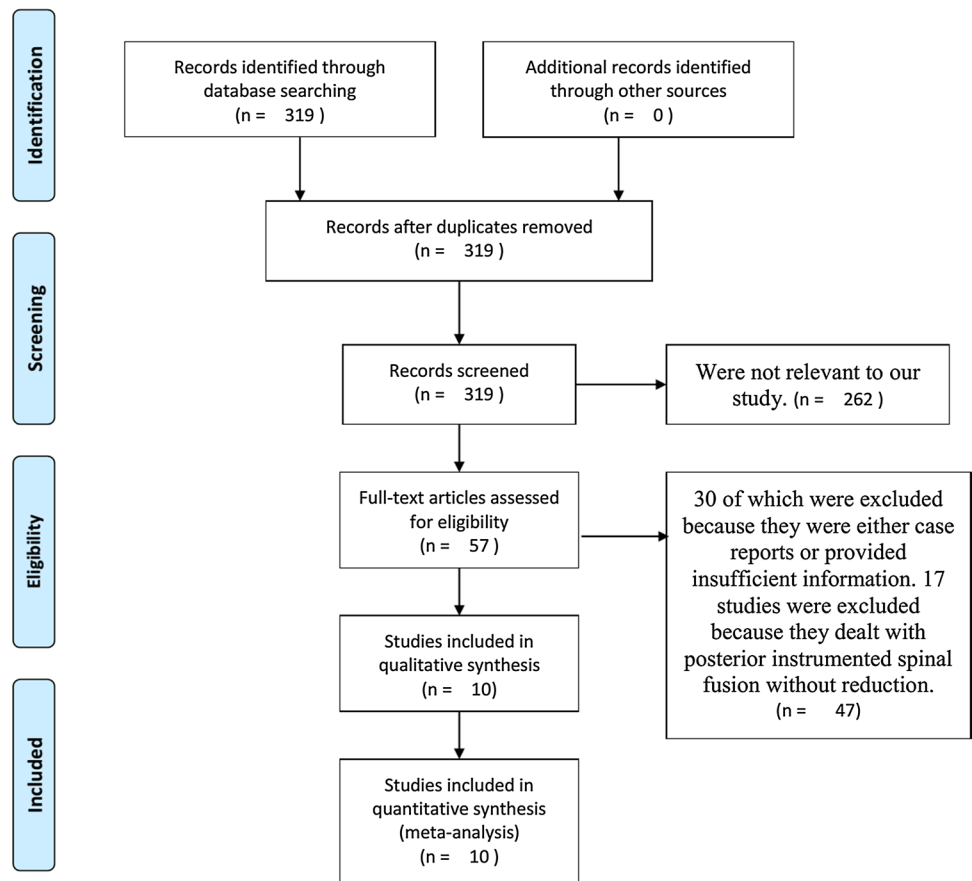 Identification
Records identified through
database searching
(n = 319 )
Additional records identified
through other sources
(n = 0 )
Records after duplicates removed
(n = 319 )
Screening
Records screened
(n = 319 )
Were not relevant to our
study. (n = 262 )
Eligibility
Full-text articles assessed
for eligibility
(n = 57 )
30 of which were excluded
because they were either case
reports or provided
insufficient information. 17
studies were excluded
because they dealt with
posterior instrumented spinal
fusion without reduction.
(n = 47)
Studies included in
qualitative synthesis
(n = 10)
Included
Studies included in
quantitative synthesis
(meta-analysis)
(n = 10 )